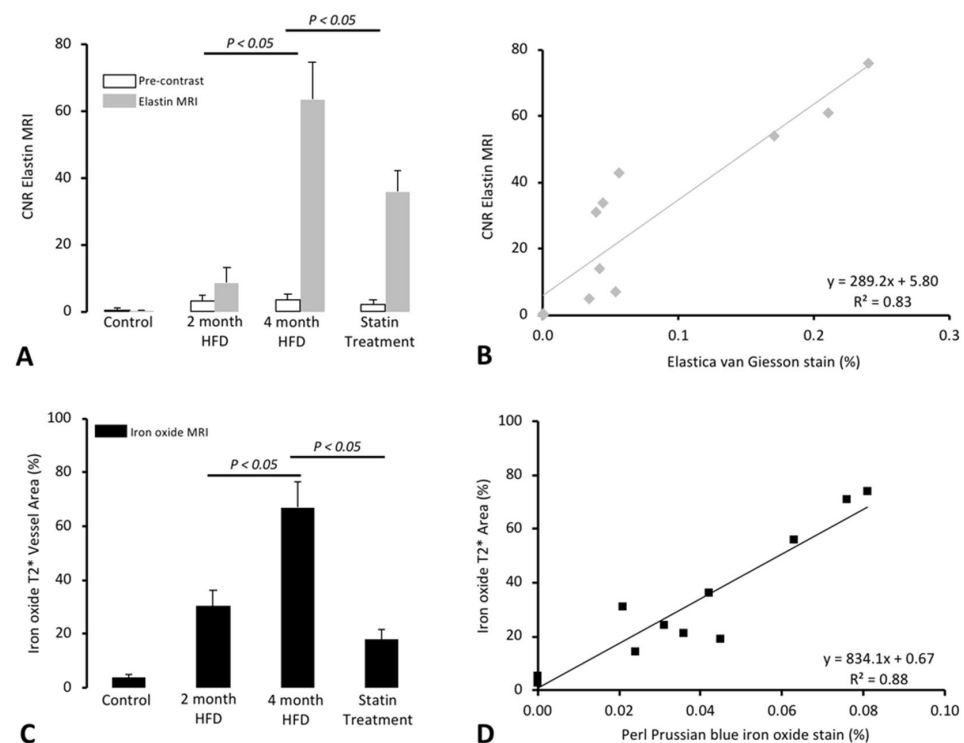 P < 0.05
P < 0.05
80
60
40
20
0
CNR Elastin MRI
Pre-contrast
Elastin MRI
Control
2 month
HFD
4 month
HFD
Statin
Treatment
A
80
60
40
20
0
CNR Elastin MRI
y = 289.2x + 5.80
R² = 0.83
0.0
0.1
0.2
0.3
Elastica van Giesson stain (%)
B
100
80
60
40
20
0
Iron oxide T2* Vessel Area (%)
Iron oxide MRI
P < 0.05
P < 0.05
Control
2 month
HFD
4 month
HFD
Statin
Treatment
C
100
80
60
40
20
0
Iron oxide T2* Area (%)
y = 834.1x + 0.67
R² = 0.88
0.00
0.02
0.04
0.06
0.08
0.10
Perl Prussian blue iron oxide stain (%)
D